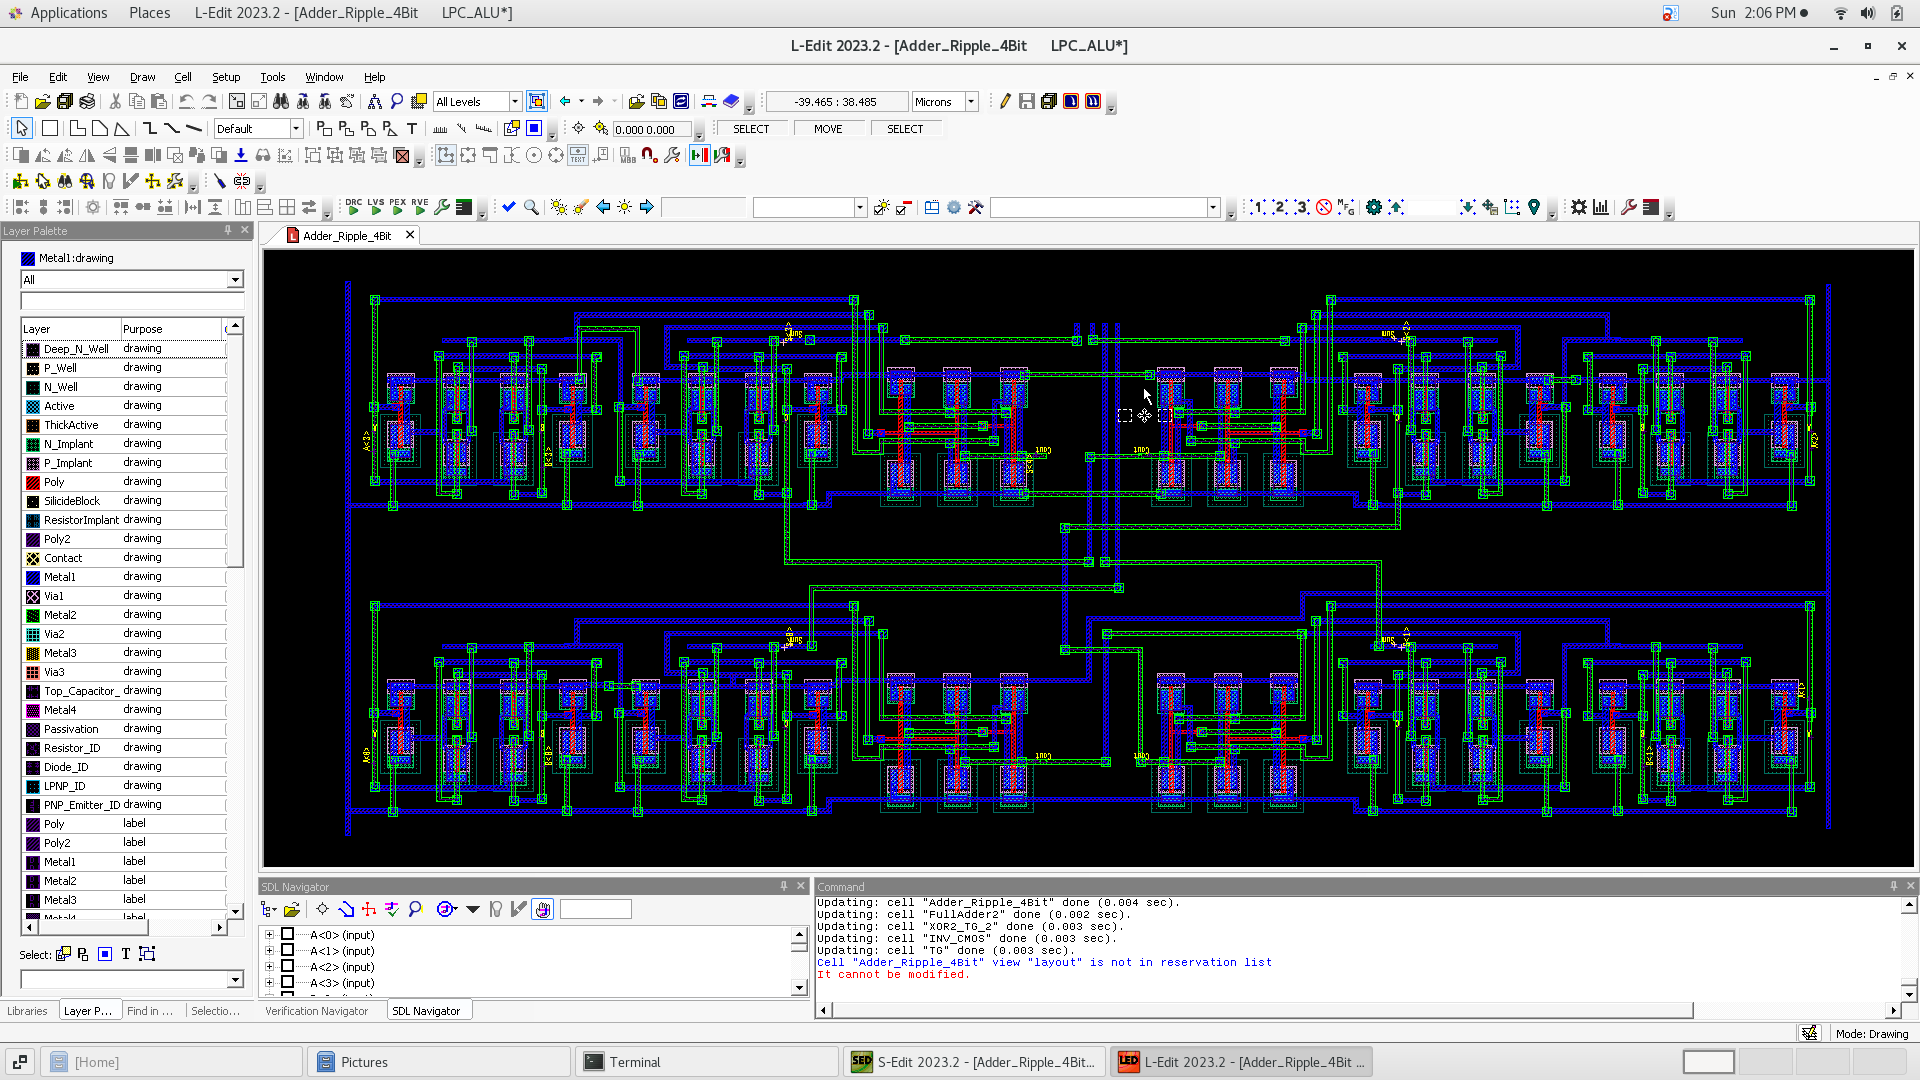 Applications Places L-Edit 2023.2 - [Adder_Ripple_4Bit LPC_ALU*] Sun 2:06 PM
L-Edit 2023.2 - [Adder_Ripple_4Bit LPC_ALU*]
File Edit View Draw Cell Setup Tools Window Help
All Levels -39.465 : 38.485 Microns
Default 0.000 0.000 SELECT MOVE SELECT
DRC LVS PEX RVE
Layer Palette
Adder_Ripple_4Bit
Metal1:drawing
All
Layer Purpose
Deep_N_Well drawing
P_Well drawing
N_Well drawing
Active drawing
ThickActive drawing
N_Implant drawing
P_Implant drawing
Poly drawing
SilicideBlock drawing
ResistorImplant drawing
Poly2 drawing
Contact drawing
Metal1 drawing
Via1 drawing
Metal2 drawing
Via2 drawing
Metal3 drawing
Via3 drawing
Top_Capacitor_ drawing
Metal4 drawing
Passivation drawing
Resistor_ID drawing
Diode_ID drawing
LPNP_ID drawing
PNP_Emitter_ID drawing
Poly label
Poly2 label
Metal1 label
Metal2 label
Metal3 label
Metal4 label
Select:
Libraries Layer P... Find in ... Selectio...
SDL Navigator
A<0> (input)
A<1> (input)
A<2> (input)
A<3> (input)
Verification Navigator SDL Navigator
Command
Updating: cell "Adder_Ripple_4Bit" done (0.004 sec).
Updating: cell "FullAdder2" done (0.002 sec).
Updating: cell "XOR2_TG_2" done (0.003 sec).
Updating: cell "INV_CMOS" done (0.003 sec).
Updating: cell "TG" done (0.003 sec).
Cell "Adder_Ripple_4Bit" view "layout" is not in reservation list
It cannot be modified.
Mode: Drawing
[Home] Pictures Terminal S-Edit 2023.2 - [Adder_Ripple_4Bit... L-Edit 2023.2 - [Adder_Ripple_4Bit ...